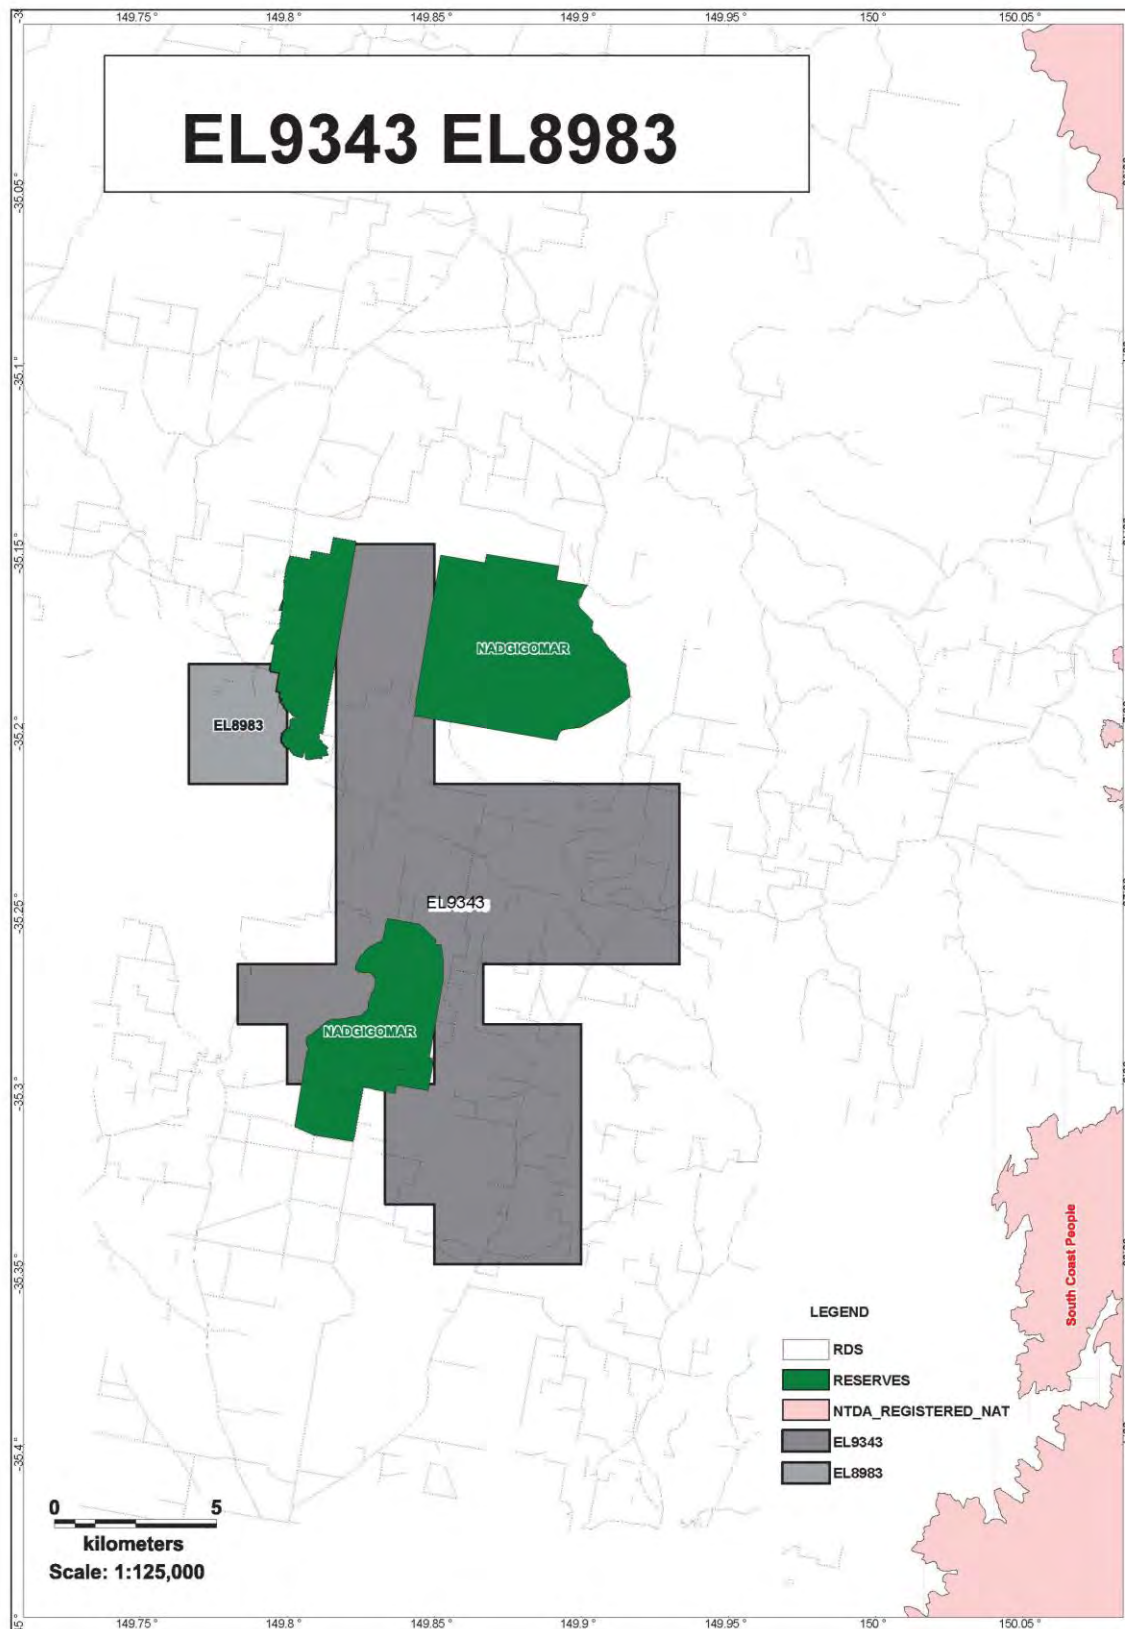 149.75 °
149.8 °
149.85 °
149.9 °
149.95 °
150 °
150.05 °
EL9343 EL8983
-35.05 °
-35.1 °
-35.15 °
NADGIGOMAR
EL8983
-35.2 °
EL9343
-35.25 °
NADGIGOMAR
-35.3 °
South Coast People
-35.35 °
LEGEND
RDS
RESERVES
NTDA_REGISTERED_NAT
EL9343
EL8983
-35.4 °
0 5
kilometers
Scale: 1:125,000
149.75 °
149.8 °
149.85 °
149.9 °
149.95 °
150 °
150.05 °